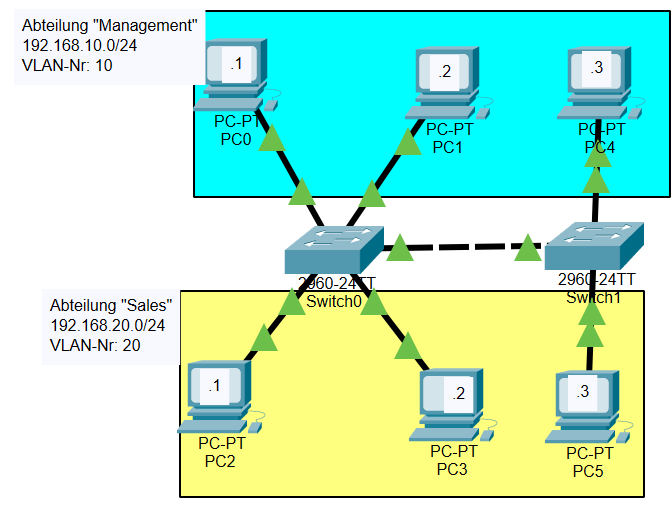 Abteilung "Management"
192.168.10.0/24
VLAN-Nr: 10
.1
PC-PT
PC0
.2
PC-PT
PC1
.3
PC-PT
PC4
2960-24TT
Switch0
2960-24TT
Switch1
Abteilung "Sales"
192.168.20.0/24
VLAN-Nr: 20
.1
PC-PT
PC2
.2
PC-PT
PC3
.3
PC-PT
PC5